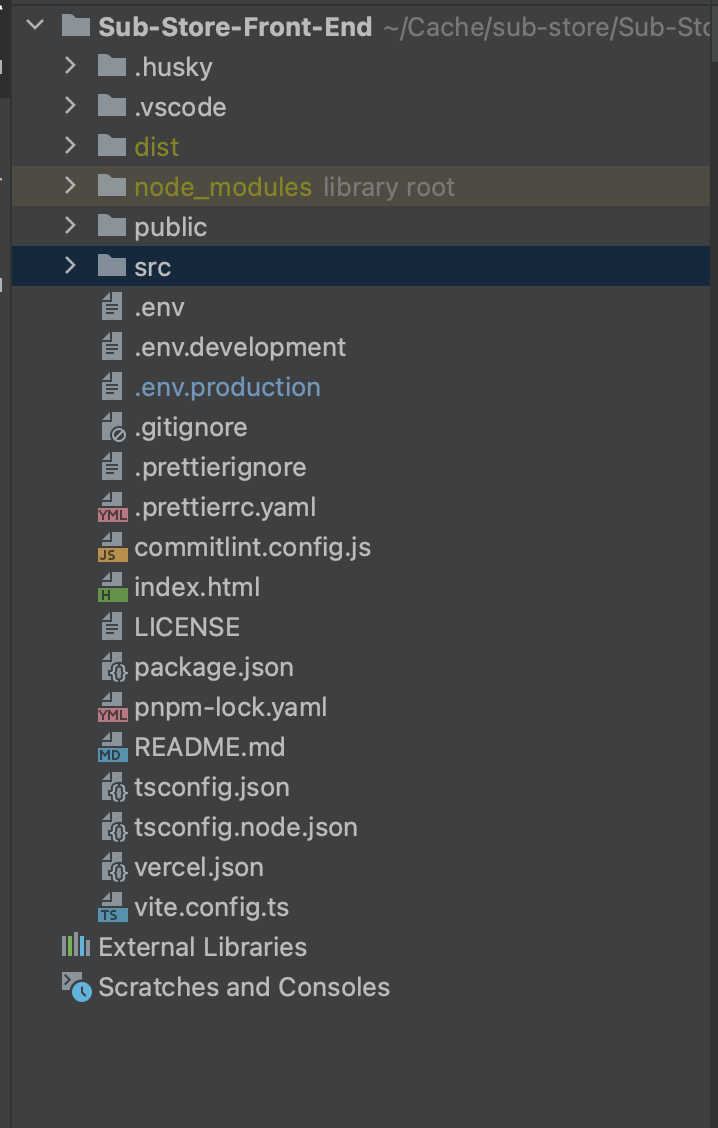 Sub-Store-Front-End ~/Cache/sub-store/Sub-Sto
.husky
.vscode
dist
node_modules library root
public
src
.env
.env.development
.env.production
.gitignore
.prettierignore
YML .prettierrc.yaml
JS commitlint.config.js
H index.html
LICENSE
package.json
YML pnpm-lock.yaml
MD README.md
tsconfig.json
tsconfig.node.json
vercel.json
TS vite.config.ts
External Libraries
Scratches and Consoles